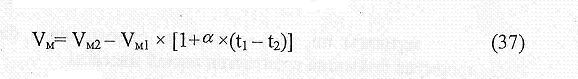 Vм= Vм2 – Vм1 × [1+α×(t1 – t2)] (37)